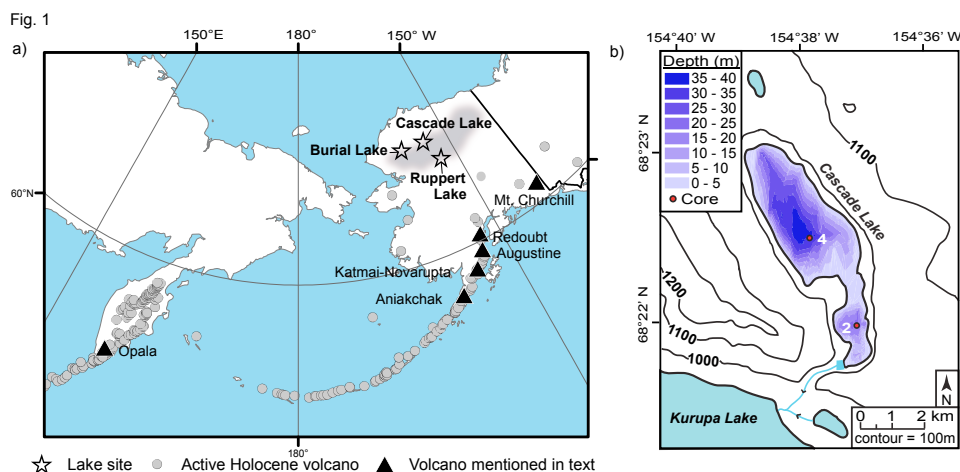 Fig. 1
a)
150°E
180°
150°W
60°N
Cascade Lake
Burial Lake
Ruppert
Lake
Mt. Churchill
Redoubt
Augustine
Katmai-Novarupta
Aniakchak
Opala
180°
Lake site
Active Holocene volcano
Volcano mentioned in text
b)
154°40' W
154°38' W
154°36' W
68°23' N
68°22' N
Depth (m)
35 - 40
30 - 35
25 - 30
20 - 25
15 - 20
10 - 15
5 - 10
0 - 5
Core
1100
Cascade Lake
4
2
1200
1100
1000
Kurupa Lake
N
0 1 2 km
contour = 100m